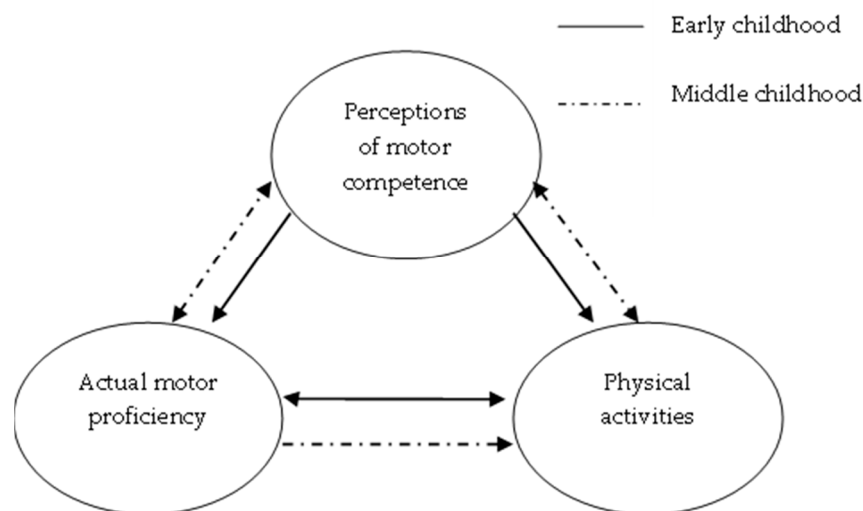 Early childhood
Middle childhood
Perceptions
of motor
competence
Actual motor
proficiency
Physical
activities